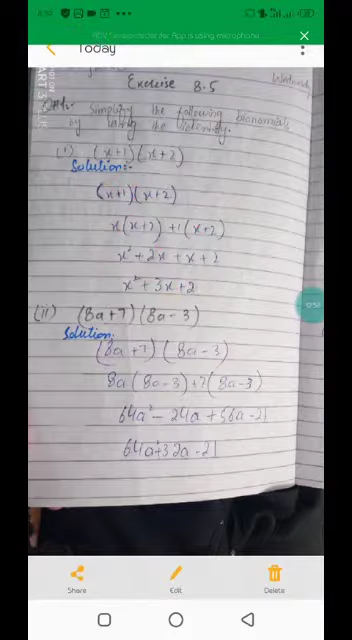 Today
Exercise 8.5
Simplify the following binomials
by using the identity.
(i) (x+1)(x+2)
Solution:-
(x+1)(x+2)
x(x+2)+1(x+2)
x²+2x+x+2
x²+3x+2
(ii) (8a+7)(8a-3)
Solution:
(8a+7)(8a-3)
8a(8a-3)+7(8a-3)
64a²-24a+56a-21
64a²+32a-21
Share Edit Delete